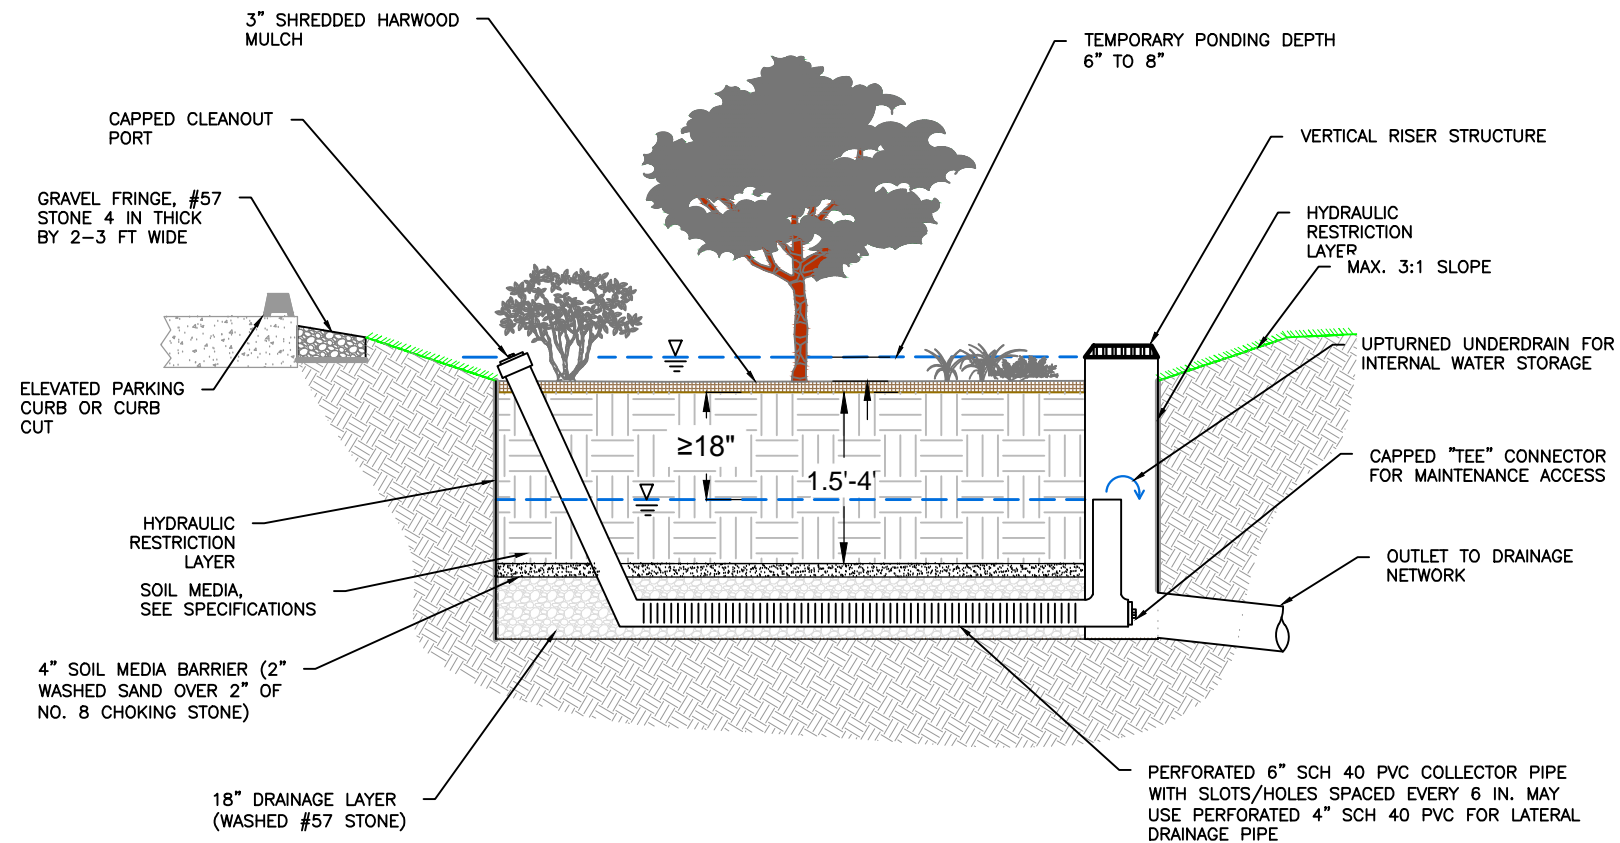 3” SHREDDED HARWOOD
MULCH
TEMPORARY PONDING DEPTH
6” TO 8”
CAPPED CLEANOUT
PORT
VERTICAL RISER STRUCTURE
GRAVEL FRINGE, #57
STONE 4 IN THICK
BY 2–3 FT WIDE
HYDRAULIC
RESTRICTION
LAYER
MAX. 3:1 SLOPE
UPTURNED UNDERDRAIN FOR
INTERNAL WATER STORAGE
ELEVATED PARKING
CURB OR CURB
CUT
≥18"
1.5'-4'
CAPPED ”TEE” CONNECTOR
FOR MAINTENANCE ACCESS
HYDRAULIC
RESTRICTION
LAYER
SOIL MEDIA,
SEE SPECIFICATIONS
OUTLET TO DRAINAGE
NETWORK
4” SOIL MEDIA BARRIER (2”
WASHED SAND OVER 2” OF
NO. 8 CHOKING STONE)
18” DRAINAGE LAYER
(WASHED #57 STONE)
PERFORATED 6” SCH 40 PVC COLLECTOR PIPE
WITH SLOTS/HOLES SPACED EVERY 6 IN. MAY
USE PERFORATED 4” SCH 40 PVC FOR LATERAL
DRAINAGE PIPE